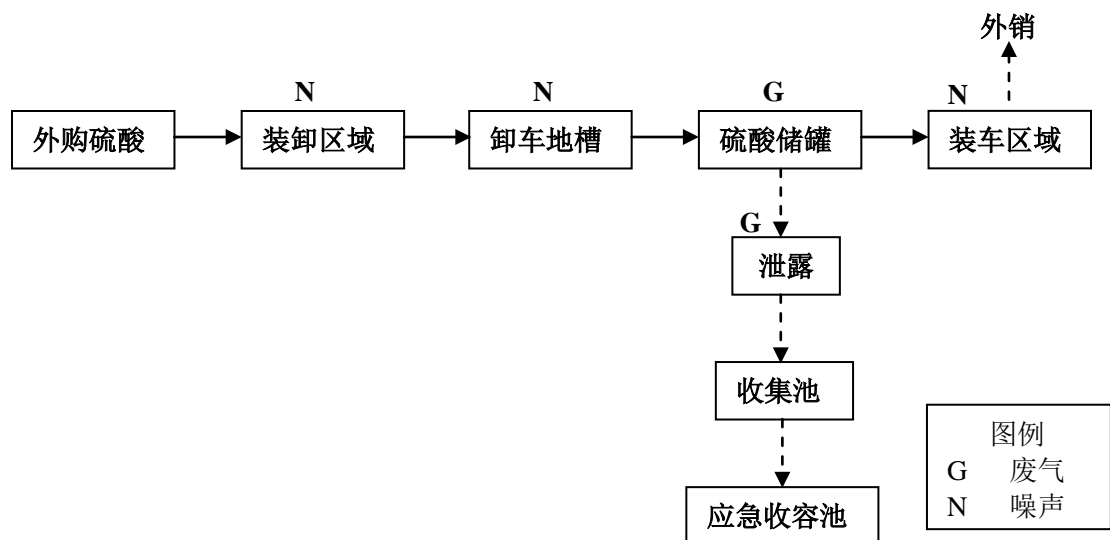 外销
N
N
G
N
外购硫酸
装卸区域
卸车地槽
硫酸储罐
装车区域
G
泄露
收集池
应急收容池
图例
G 废气
N 噪声